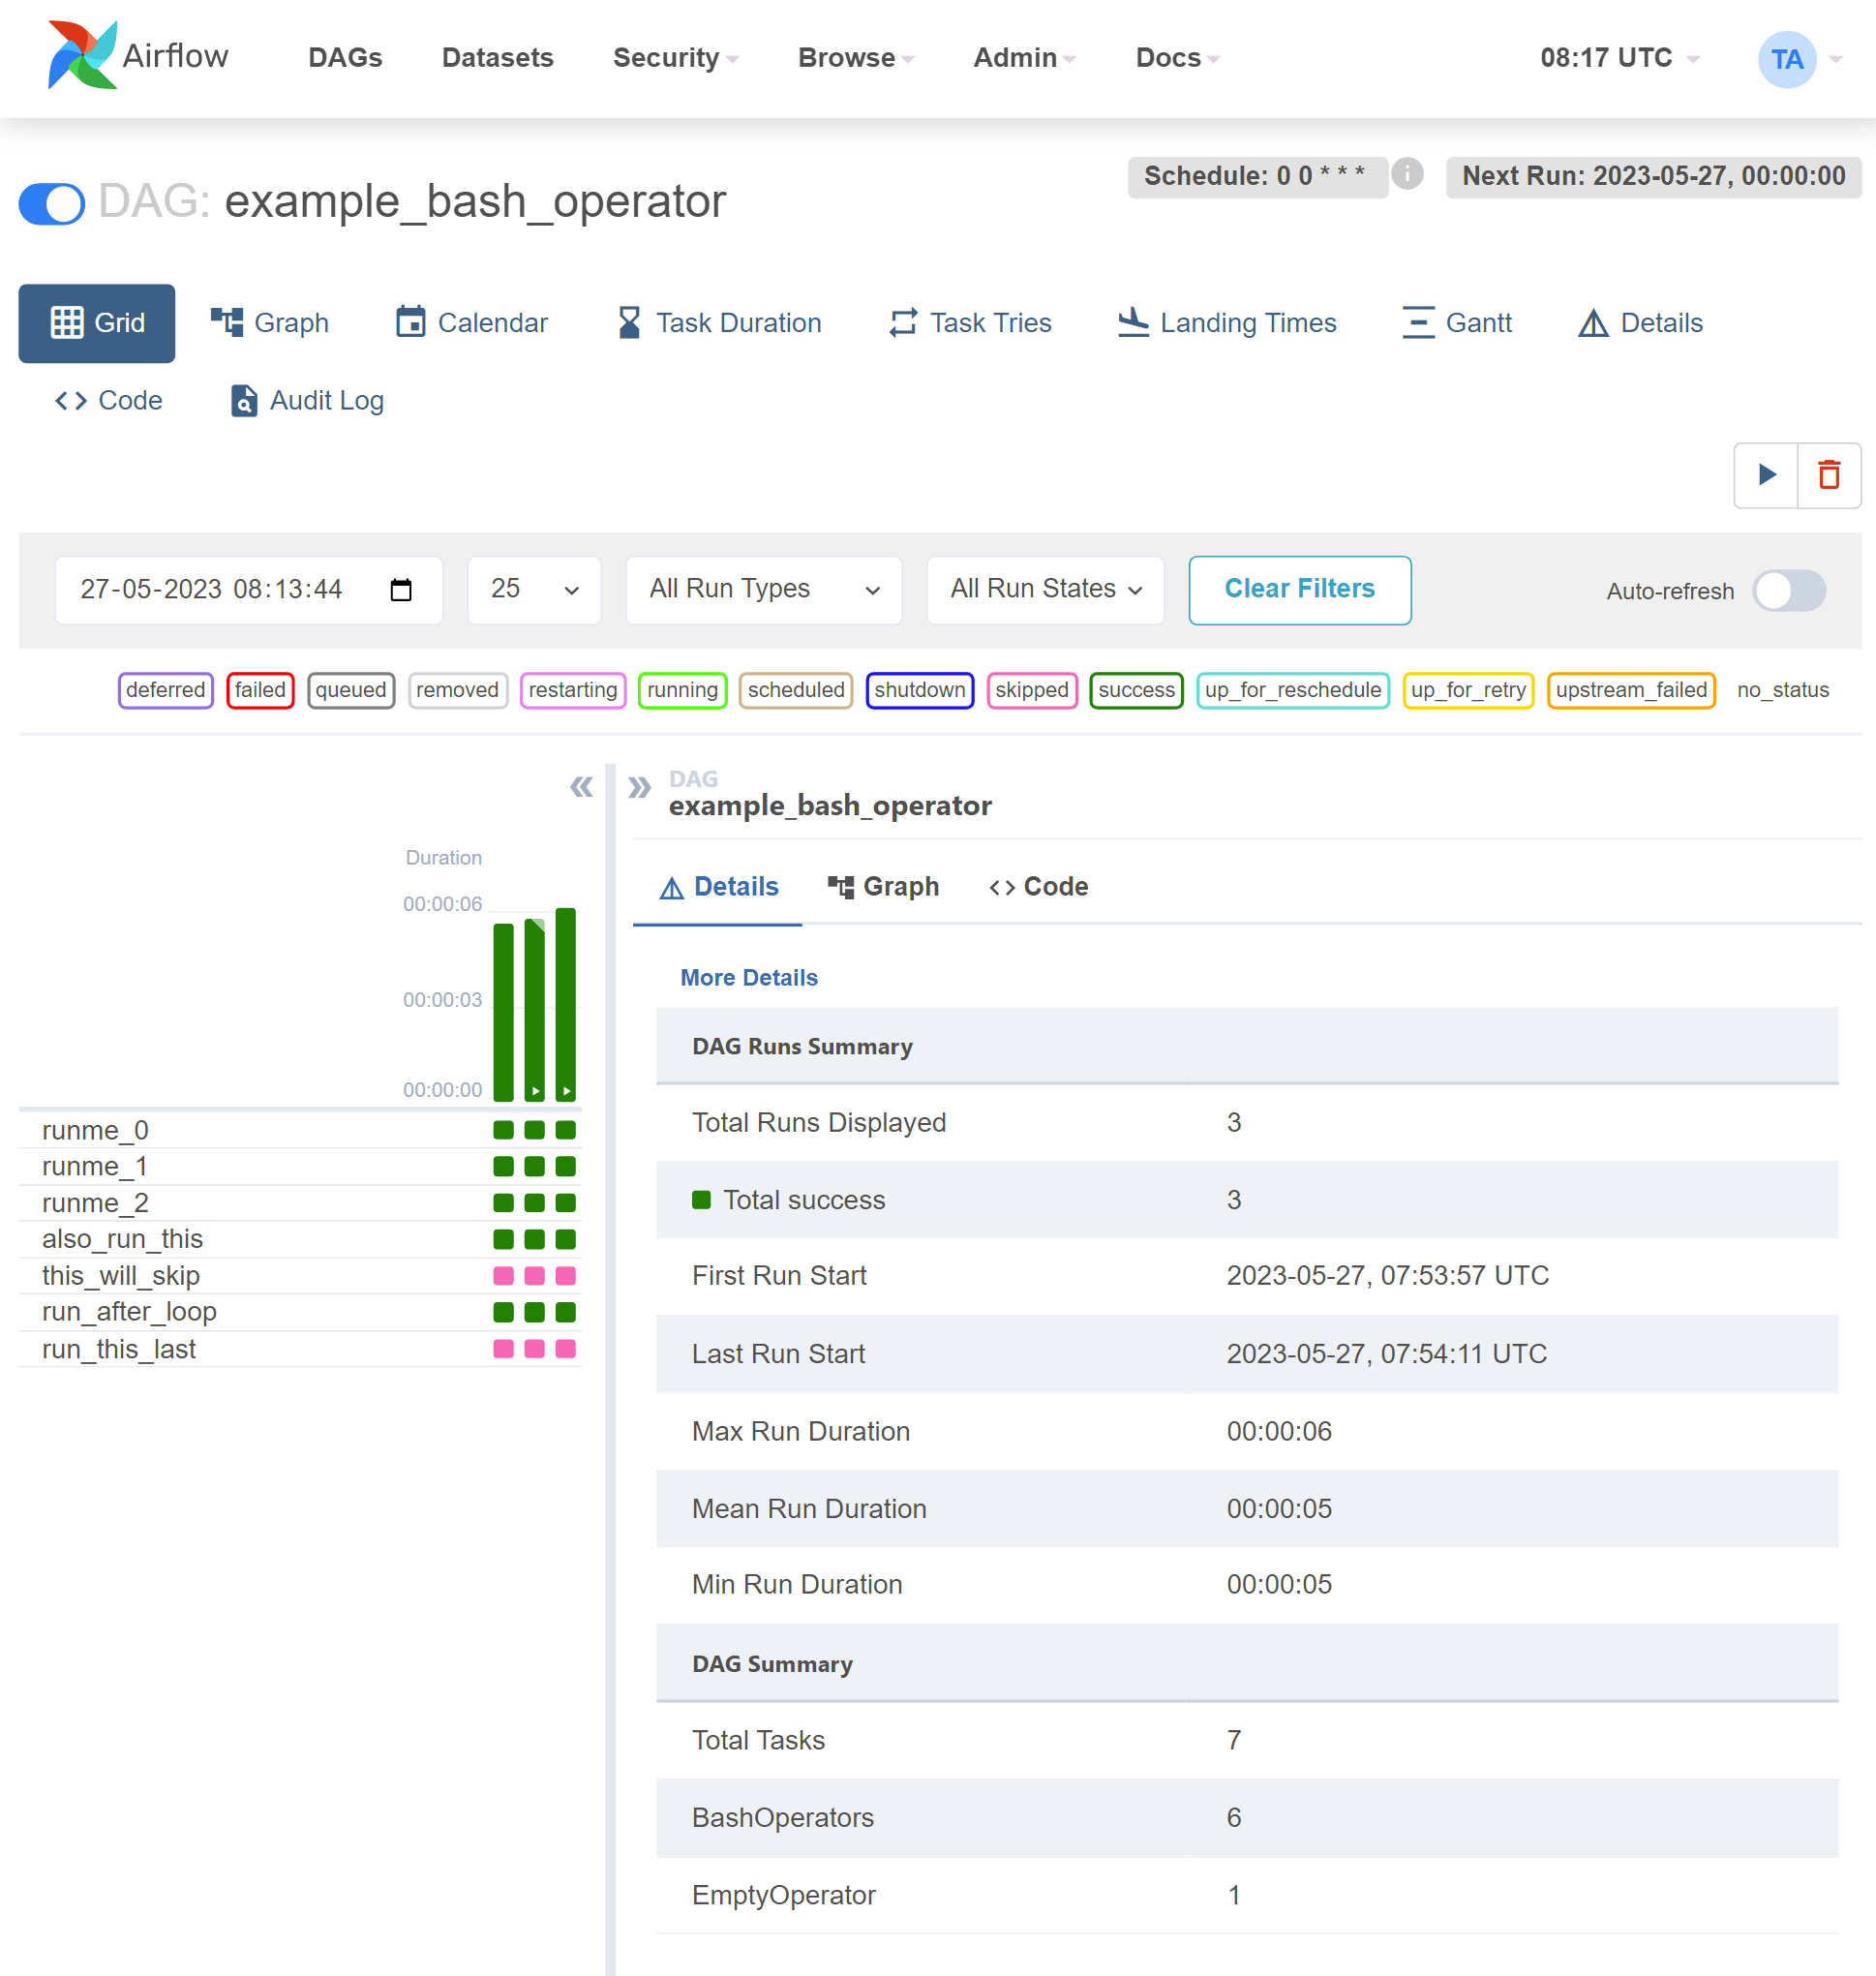 Airflow DAGs Datasets Security Browse Admin Docs 08:17 UTC TA
Schedule: 0 0 * * * i Next Run: 2023-05-27, 00:00:00
DAG: example_bash_operator
Grid Graph Calendar Task Duration Task Tries Landing Times Gantt Details
Code Audit Log
27-05-2023 08:13:44 25 All Run Types All Run States Clear Filters Auto-refresh
deferred failed queued removed restarting running scheduled shutdown skipped success up_for_reschedule up_for_retry upstream_failed no_status
Duration
00:00:06
00:00:03
00:00:00
runme_0
runme_1
runme_2
also_run_this
this_will_skip
run_after_loop
run_this_last
DAG
example_bash_operator
Details Graph Code
More Details
DAG Runs Summary
Total Runs Displayed 3
Total success 3
First Run Start 2023-05-27, 07:53:57 UTC
Last Run Start 2023-05-27, 07:54:11 UTC
Max Run Duration 00:00:06
Mean Run Duration 00:00:05
Min Run Duration 00:00:05
DAG Summary
Total Tasks 7
BashOperators 6
EmptyOperator 1